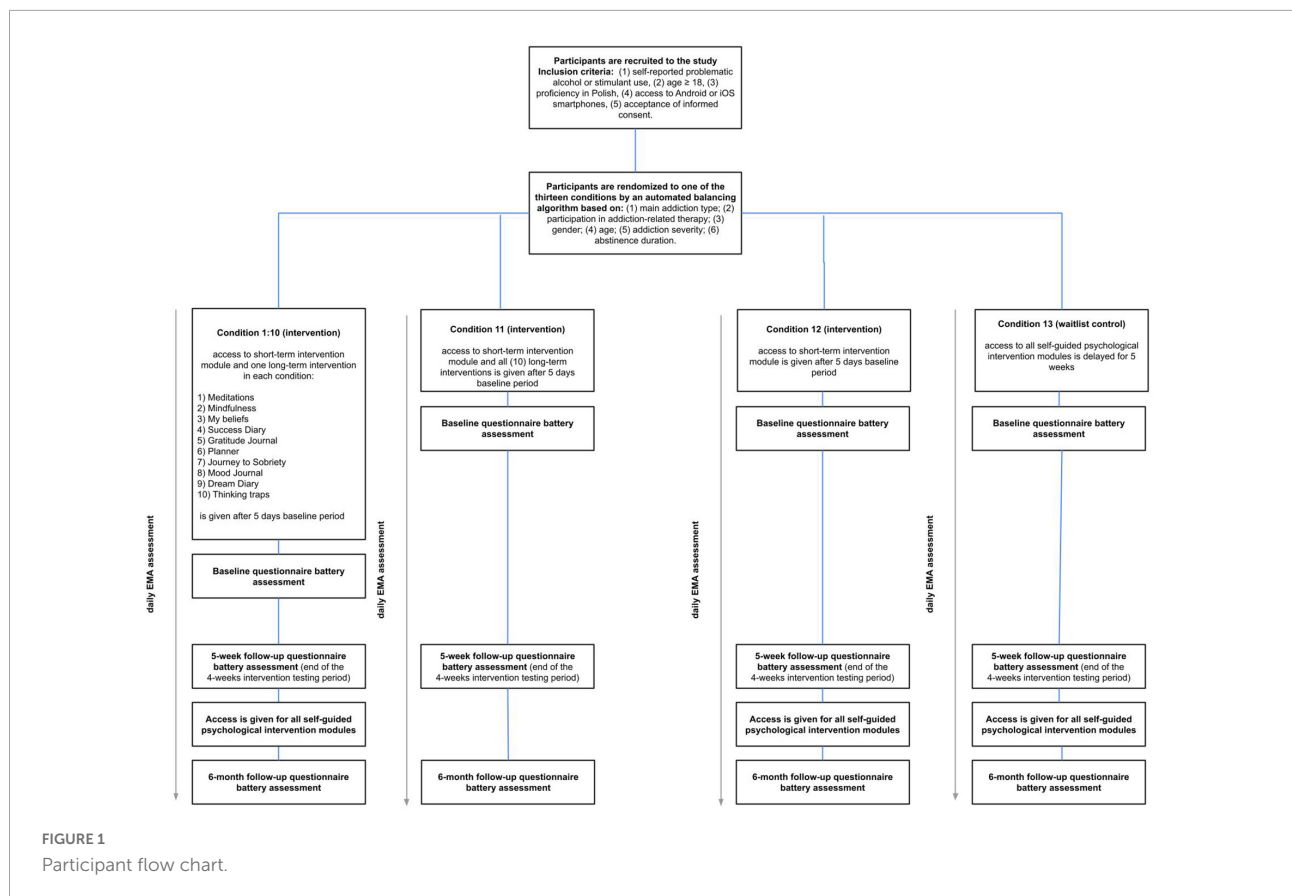 Participants are recruited to the study
Inclusion criteria: (1) self-reported problematic
alcohol or stimulant use, (2) age ≥ 18, (3)
proficiency in Polish, (4) access to Android or iOS
smartphones, (5) acceptance of informed
consent.
Participants are rendomized to one of the
thirteen conditions by an automated balancing
algorithm based on: (1) main addiction type; (2)
participation in addiction-related therapy; (3)
gender; (4) age; (5) addiction severity; (6)
abstinence duration.
daily EMA assessment
Condition 1:10 (intervention)
access to short-term intervention
module and one long-term intervention
in each condition:
1) Meditations
2) Mindfulness
3) My beliefs
4) Success Diary
5) Gratitude Journal
6) Planner
7) Journey to Sobriety
8) Mood Journal
9) Dream Diary
10) Thinking traps
is given after 5 days baseline period
Baseline questionnaire battery
assessment
5-week follow-up questionnaire
battery assessment (end of the
4-weeks intervention testing period)
Access is given for all self-guided
psychological intervention modules
6-month follow-up questionnaire
battery assessment
daily EMA assessment
Condition 11 (intervention)
access to short-term intervention
module and all (10) long-term
interventions is given after 5 days
baseline period
Baseline questionnaire battery
assessment
5-week follow-up questionnaire
battery assessment (end of the
4-weeks intervention testing period)
6-month follow-up questionnaire
battery assessment
daily EMA assessment
Condition 12 (intervention)
access to short-term intervention
module is given after 5 days baseline
period
Baseline questionnaire battery
assessment
5-week follow-up questionnaire
battery assessment (end of the
4-weeks intervention testing period)
Access is given for all self-guided
psychological intervention modules
6-month follow-up questionnaire
battery assessment
daily EMA assessment
Condition 13 (waitlist control)
access to all self-guided psychological
intervention modules is delayed for 5
weeks
Baseline questionnaire battery
assessment
5-week follow-up questionnaire
battery assessment (end of the
4-weeks intervention testing period)
Access is given for all self-guided
psychological intervention modules
6-month follow-up questionnaire
battery assessment
FIGURE 1
Participant flow chart.